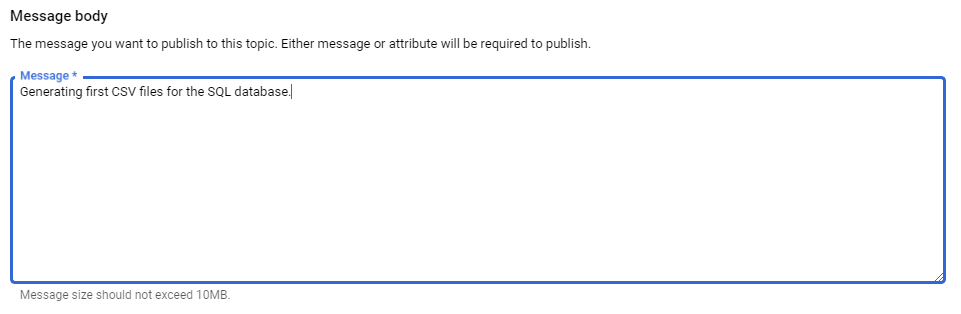 Message body
The message you want to publish to this topic. Either message or attribute will be required to publish.
Message *
Generating first CSV files for the SQL database.
Message size should not exceed 10MB.